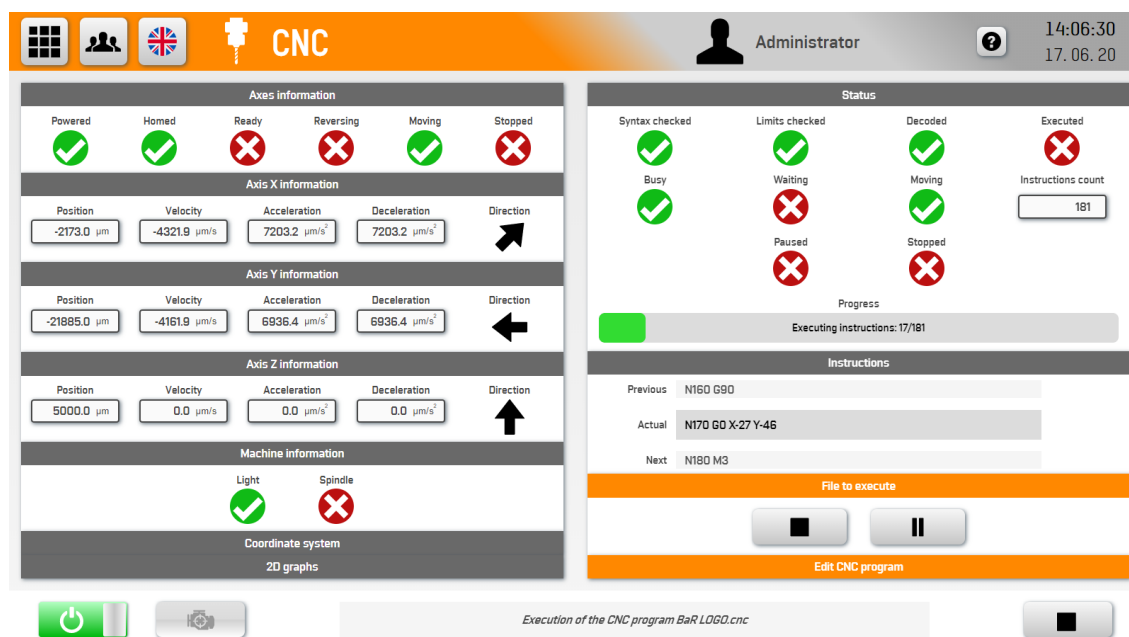 CNC
Administrator
14:06:30
17. 06. 20
Axes information
Powered Homed Ready Reversing Moving Stopped
Axis X information
Position Velocity Acceleration Deceleration Direction
-2173.0 µm -4321.9 µm/s 7203.2 µm/s² 7203.2 µm/s²
Axis Y information
Position Velocity Acceleration Deceleration Direction
-21885.0 µm -4161.9 µm/s 6936.4 µm/s² 6936.4 µm/s²
Axis Z information
Position Velocity Acceleration Deceleration Direction
5000.0 µm 0.0 µm/s 0.0 µm/s² 0.0 µm/s²
Machine information
Light Spindle
Coordinate system
2D graphs
Status
Syntax checked Limits checked Decoded Executed
Busy Waiting Moving Instructions count
181
Paused Stopped
Progress
Executing instructions: 17/181
Instructions
Previous N160 G90
Actual N170 G0 X-27 Y-46
Next N180 M3
File to execute
Edit CNC program
Execution of the CNC program BaR LOGO.cnc